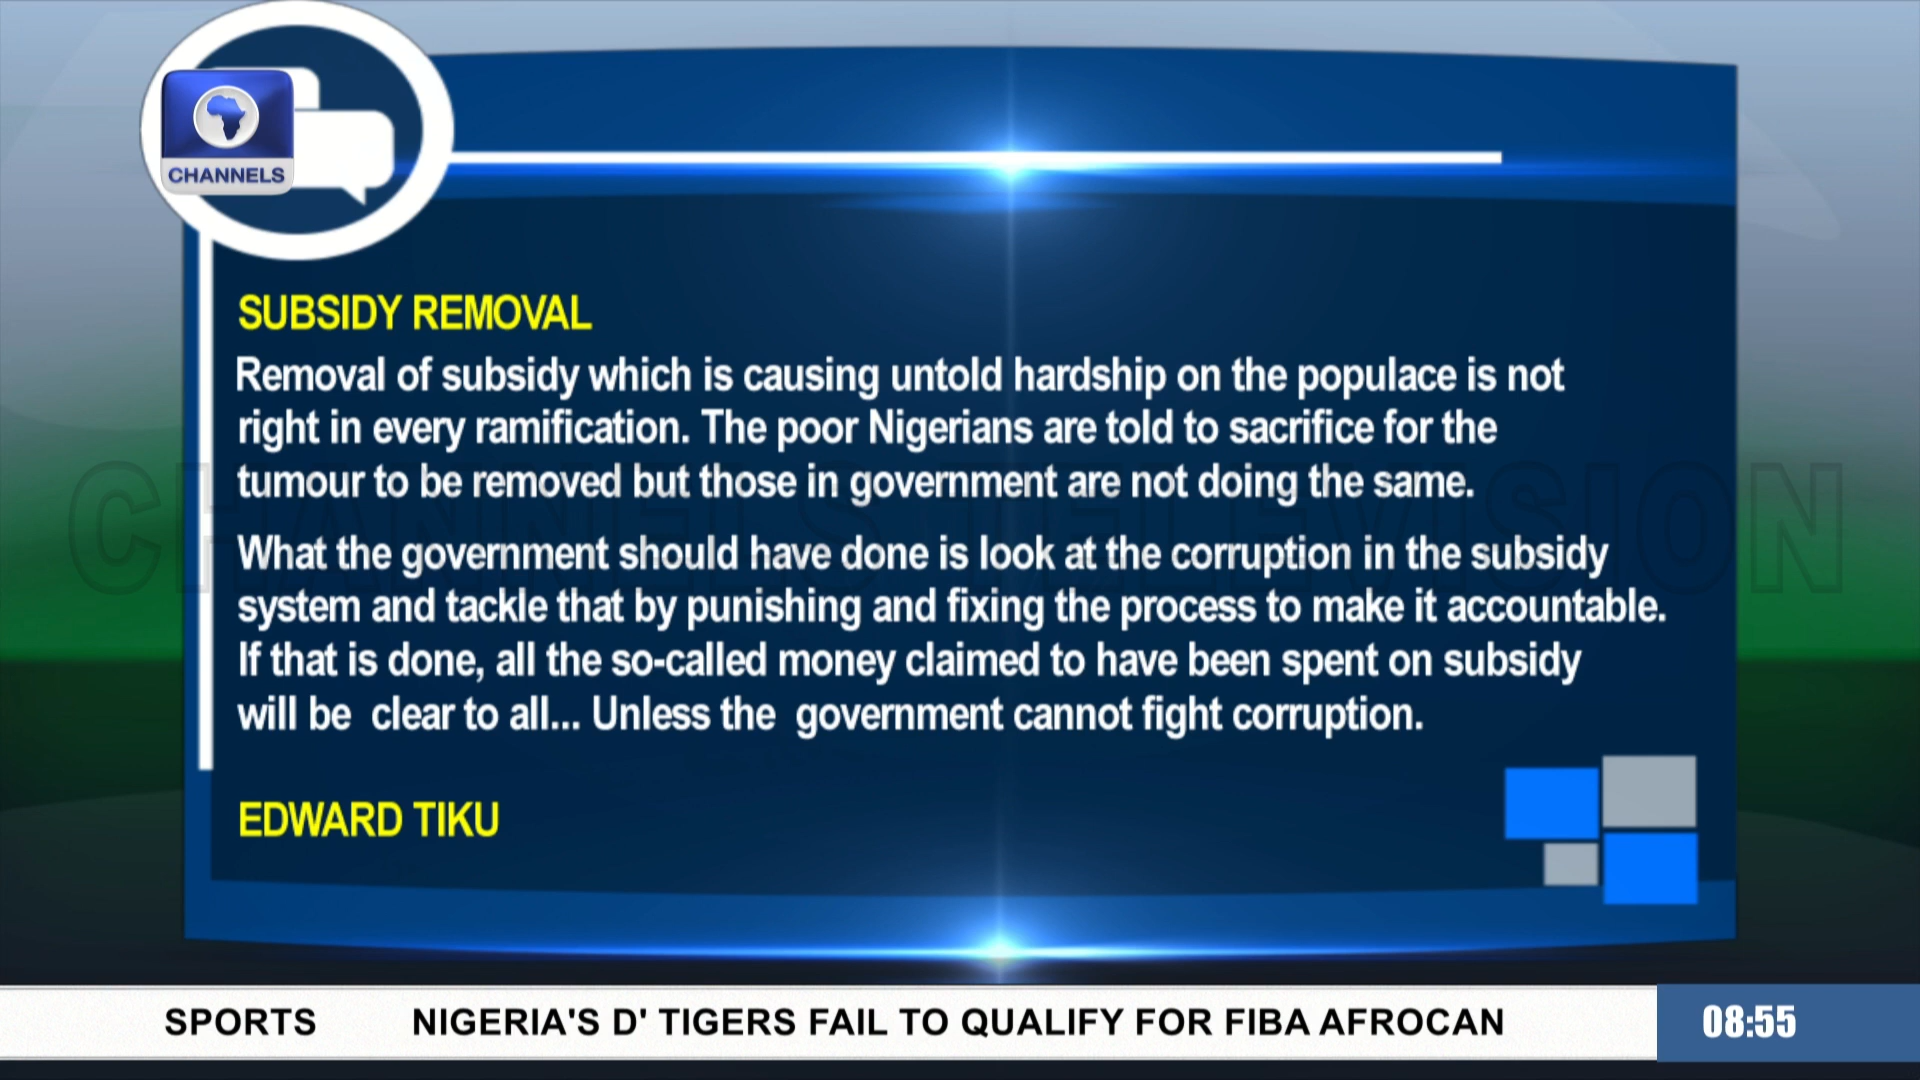 CHANNELS
SUBSIDY REMOVAL
Removal of subsidy which is causing untold hardship on the populace is not
right in every ramification. The poor Nigerians are told to sacrifice for the
tumour to be removed but those in government are not doing the same.
What the government should have done is look at the corruption in the subsidy
system and tackle that by punishing and fixing the process to make it accountable.
If that is done, all the so-called money claimed to have been spent on subsidy
will be  clear to all... Unless the  government cannot fight corruption.
EDWARD TIKU
CHANNELS TELEVISION
SPORTS NIGERIA'S D' TIGERS FAIL TO QUALIFY FOR FIBA AFROCAN 08:55